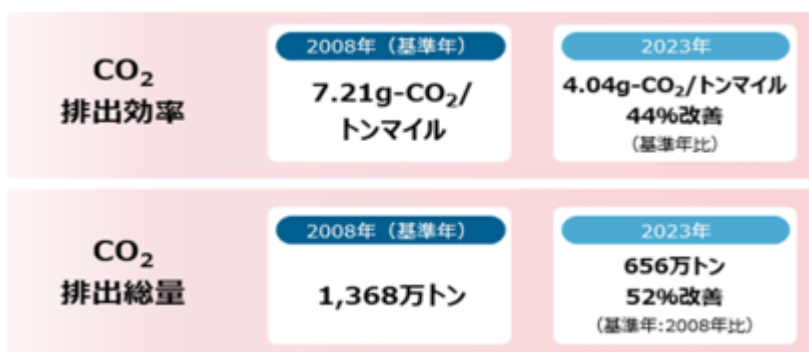 CO₂
排出効率
2008年（基準年）
7.21g-CO₂/
トンマイル
2023年
4.04g-CO₂/トンマイル
44%改善
（基準年比）
CO₂
排出総量
2008年（基準年）
1,368万トン
2023年
656万トン
52%改善
（基準年:2008年比）